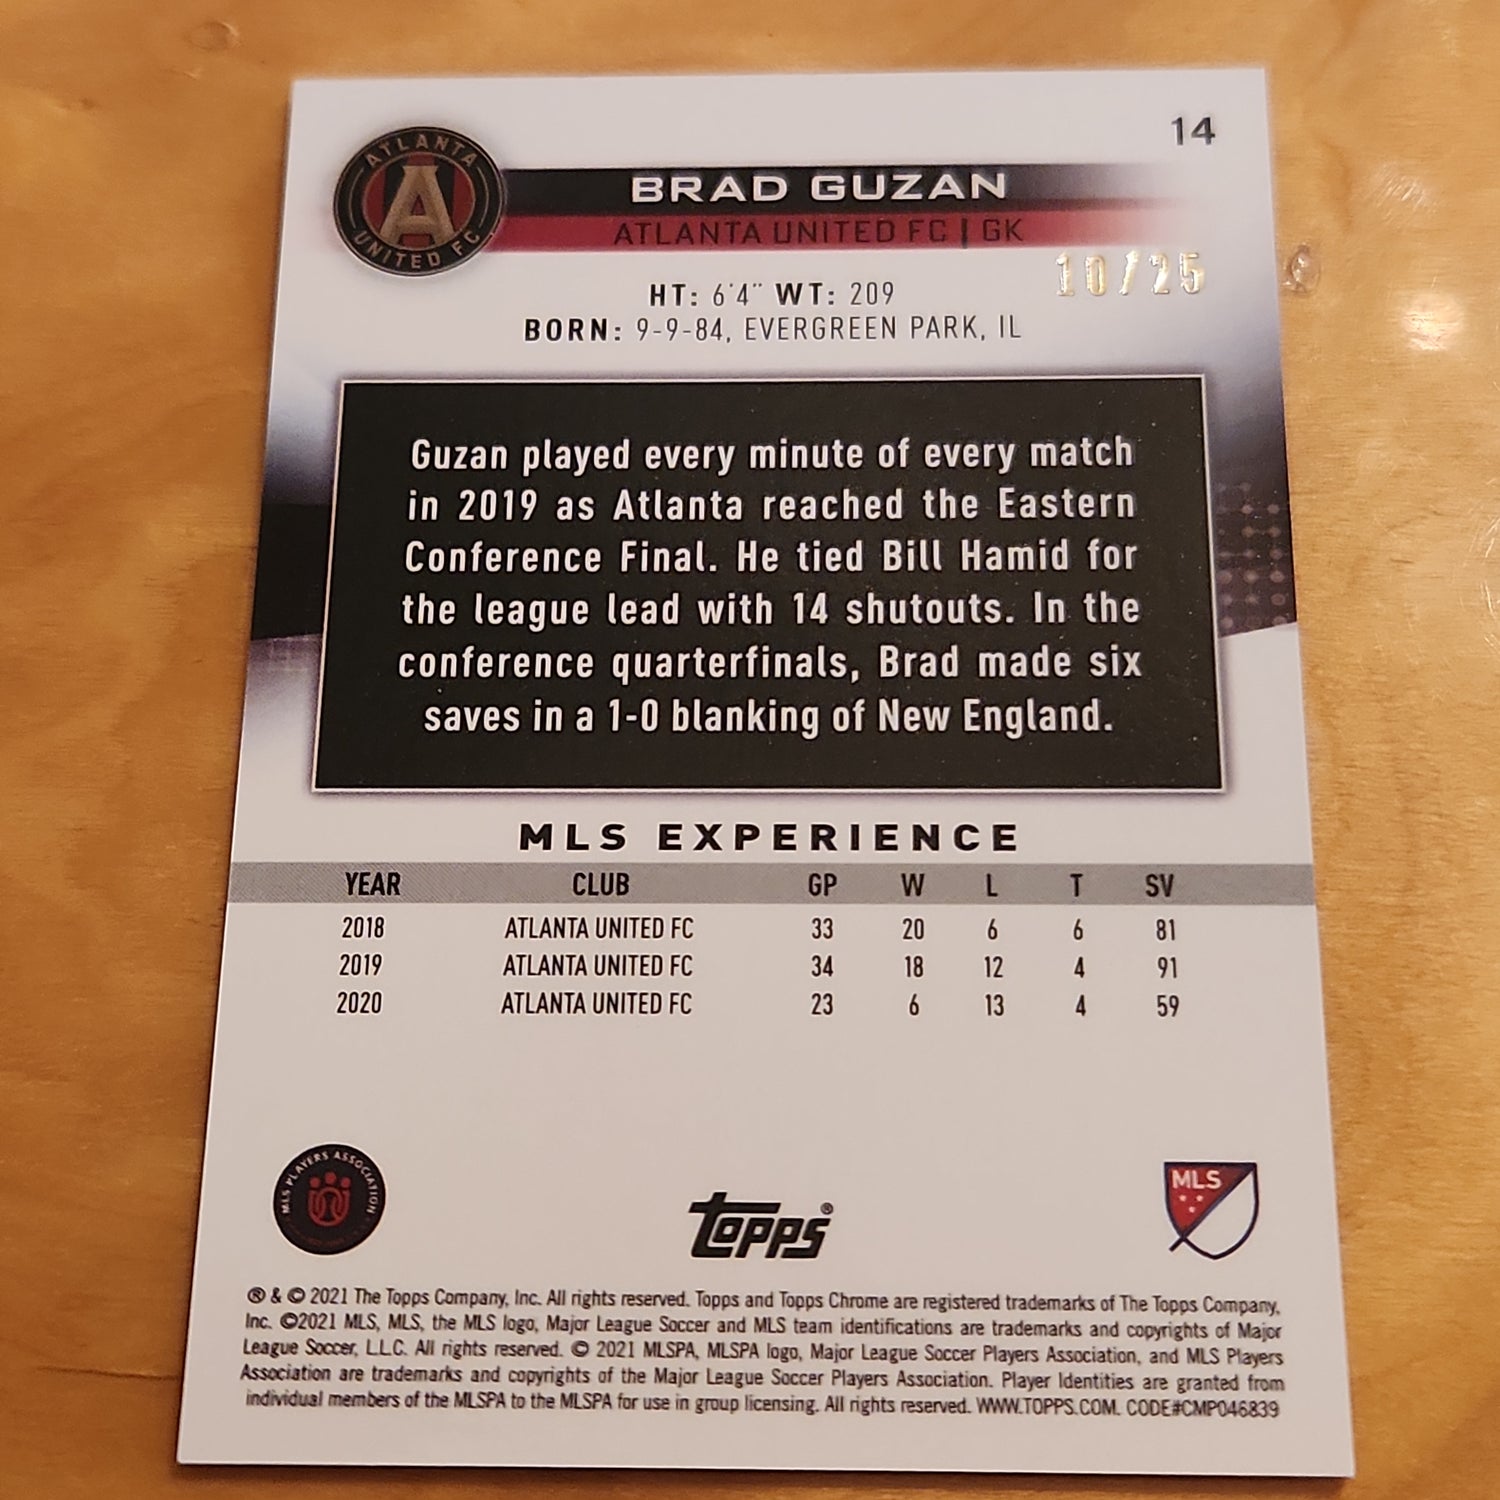 14
ATLANTA
UNITED FC
A
BRAD GUZAN
ATLANTA UNITED FC | GK
10/25
HT: 6'4" WT: 209
BORN: 9-9-84, EVERGREEN PARK, IL
Guzan played every minute of every match
in 2019 as Atlanta reached the Eastern
Conference Final. He tied Bill Hamid for
the league lead with 14 shutouts. In the
conference quarterfinals, Brad made six
saves in a 1-0 blanking of New England.
MLS EXPERIENCE
YEAR CLUB GP W L T SV
2018 ATLANTA UNITED FC 33 20 6 6 81
2019 ATLANTA UNITED FC 34 18 12 4 91
2020 ATLANTA UNITED FC 23 6 13 4 59
MLS PLAYERS ASSOCIATION
topps®
MLS
® & © 2021 The Topps Company, Inc. All rights reserved. Topps and Topps Chrome are registered trademarks of The Topps Company,
Inc. ©2021 MLS, MLS, the MLS logo, Major League Soccer and MLS team identifications are trademarks and copyrights of Major
League Soccer, L.L.C. All rights reserved. © 2021 MLSPA, MLSPA logo, Major League Soccer Players Association, and MLS Players
Association are trademarks and copyrights of the Major League Soccer Players Association. Player Identities are granted from
individual members of the MLSPA to the MLSPA for use in group licensing. All rights reserved. WWW.TOPPS.COM. CODE#CMP046839